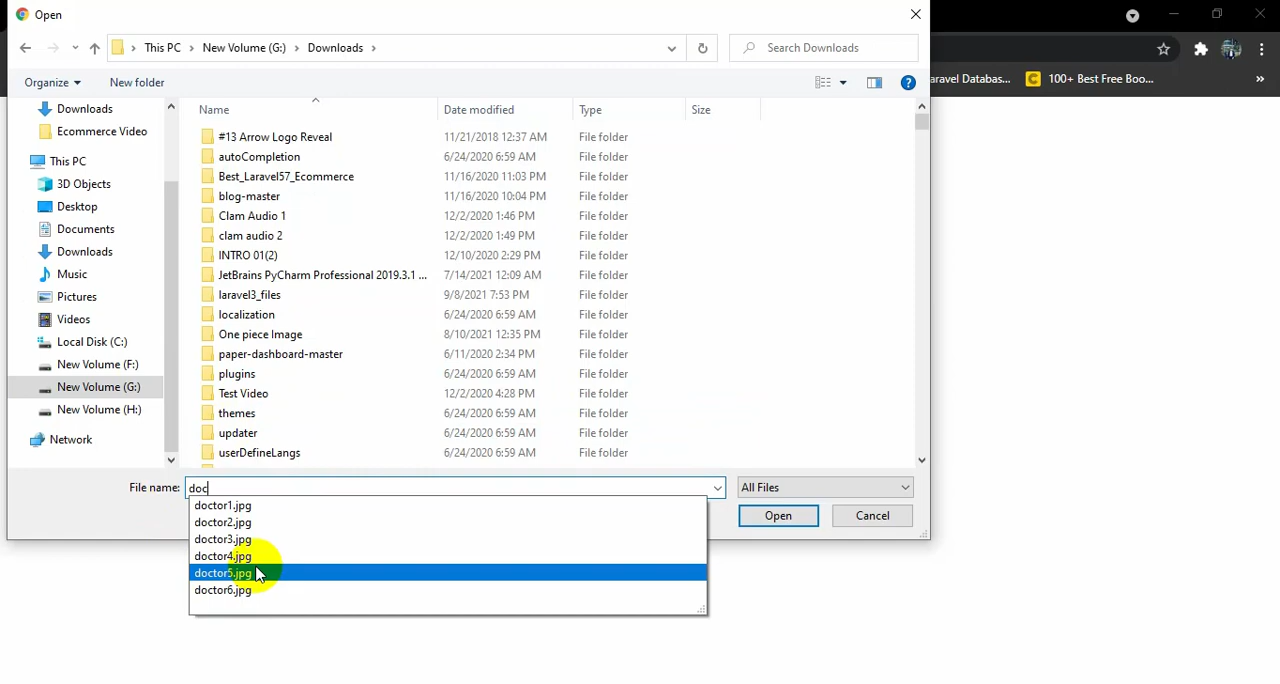 Open
This PC > New Volume (G:) > Downloads >
Search Downloads
Organize
New folder
aravel Databas...
100+ Best Free Boo...
Downloads
Ecommerce Video
This PC
3D Objects
Desktop
Documents
Downloads
Music
Pictures
Videos
Local Disk (C:)
New Volume (F:)
New Volume (G:)
New Volume (H:)
Network
Name Date modified Type Size
#13 Arrow Logo Reveal 11/21/2018 12:37 AM File folder
autoCompletion 6/24/2020 6:59 AM File folder
Best_Laravel57_Ecommerce 11/16/2020 11:03 PM File folder
blog-master 11/16/2020 10:04 PM File folder
Clam Audio 1 12/2/2020 1:46 PM File folder
clam audio 2 12/2/2020 1:49 PM File folder
INTRO 01(2) 12/10/2020 2:29 PM File folder
JetBrains PyCharm Professional 2019.3.1 ... 7/14/2021 12:09 AM File folder
laravel3_files 9/8/2021 7:53 PM File folder
localization 6/24/2020 6:59 AM File folder
One piece Image 8/10/2021 12:35 PM File folder
paper-dashboard-master 6/11/2020 2:34 PM File folder
plugins 6/24/2020 6:59 AM File folder
Test Video 12/2/2020 4:28 PM File folder
themes 6/24/2020 6:59 AM File folder
updater 6/24/2020 6:59 AM File folder
userDefineLangs 6/24/2020 6:59 AM File folder
File name: doc
All Files
doctor1.jpg
doctor2.jpg
doctor3.jpg
doctor4.jpg
doctor5.jpg
doctor6.jpg
Open
Cancel